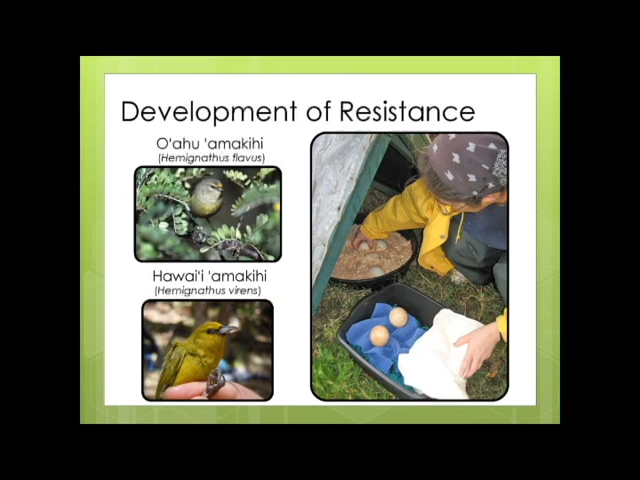 Development of Resistance
O'ahu 'amakihi
(Hemignathus flavus)
Hawai'i 'amakihi
(Hemignathus virens)